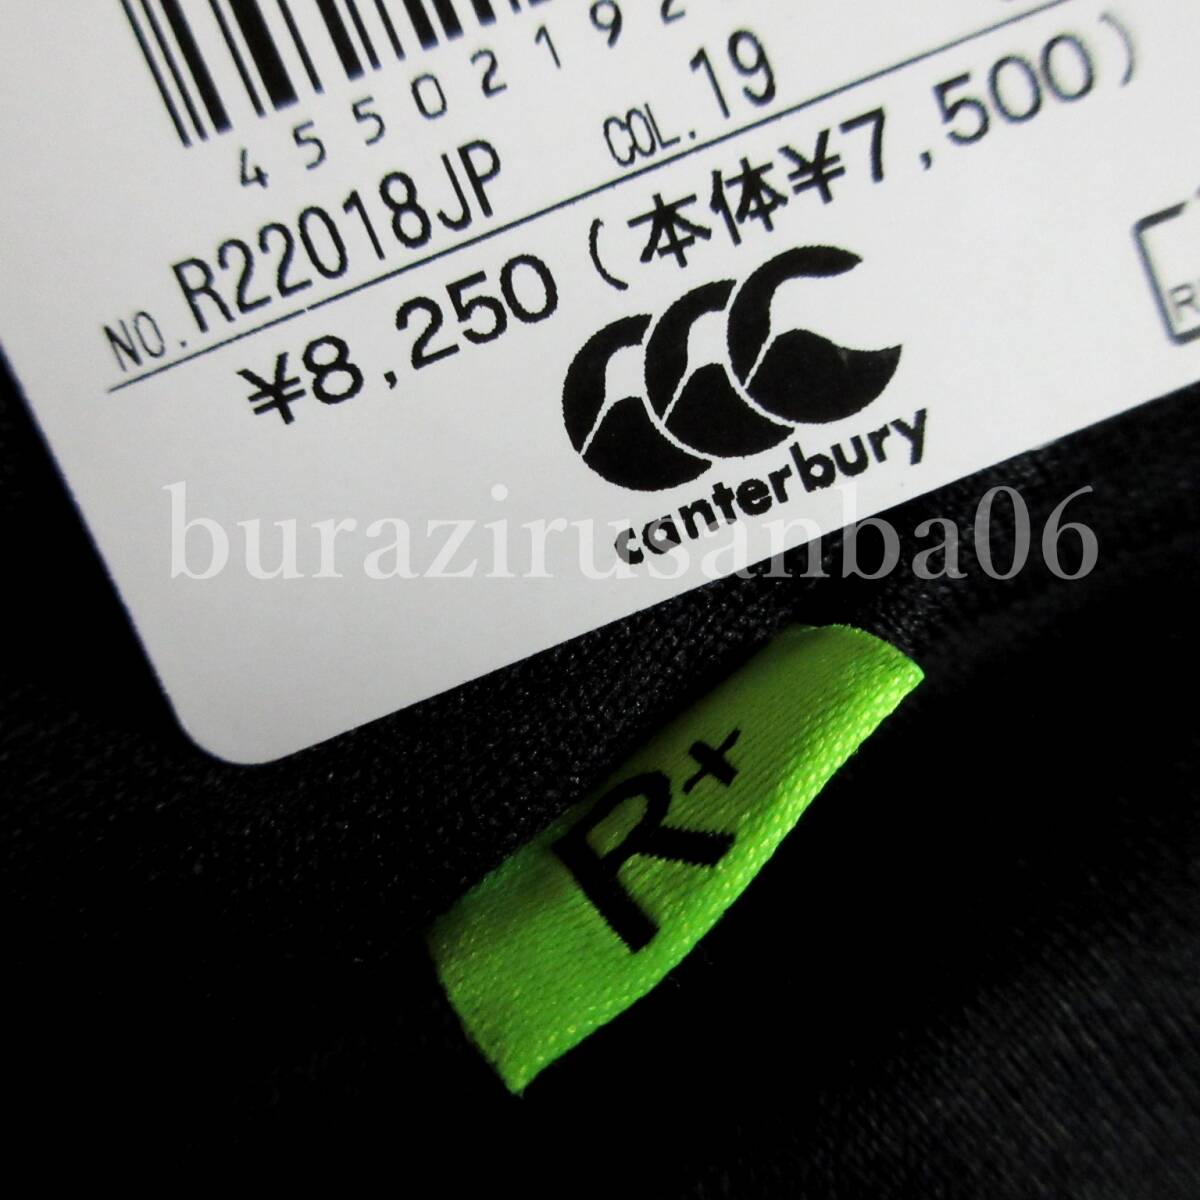 4550219
NO. R22018JP COL. 19
¥8,250 (本体¥7,500)
canterbury
burazirusanba06
R+